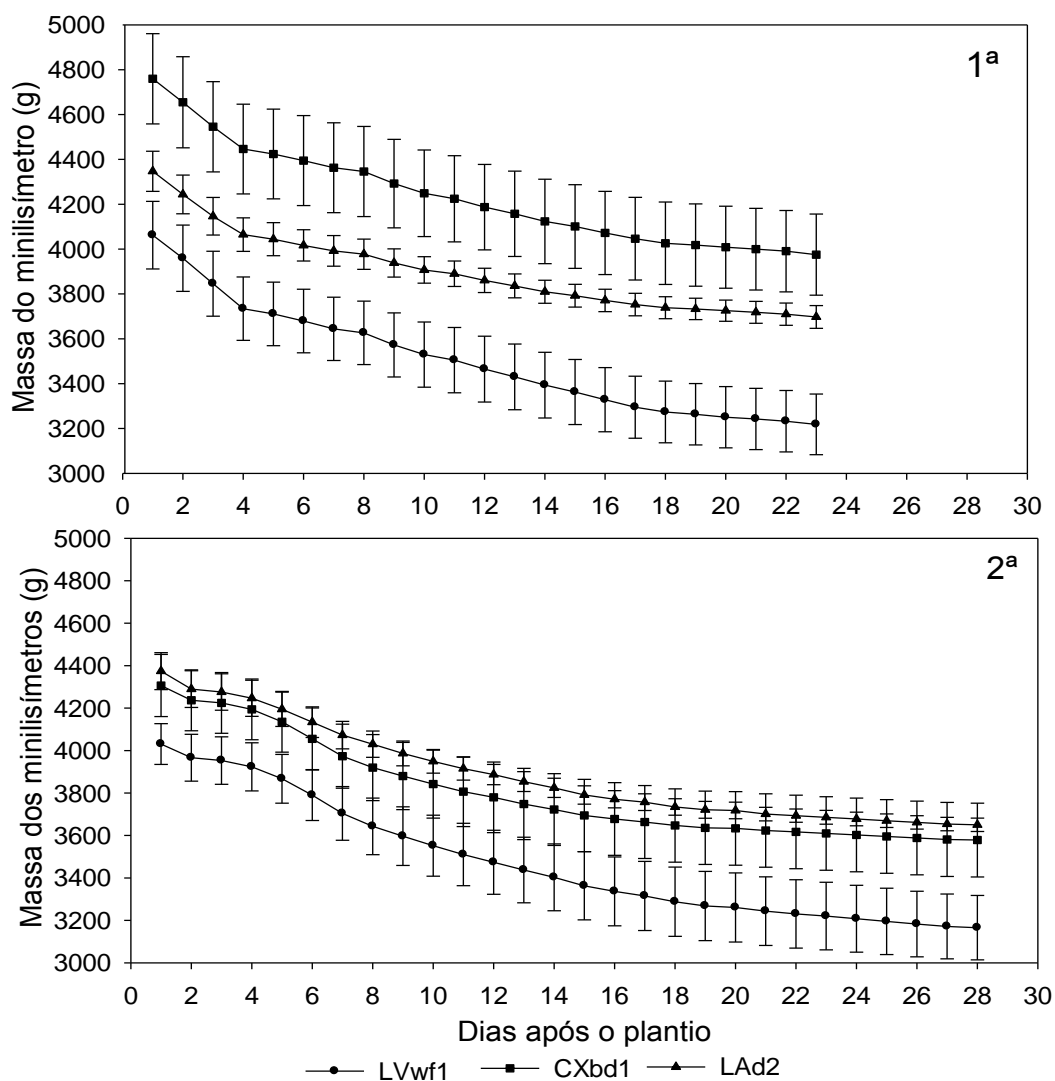 5000
4800
4600
4400
4200
4000
3800
3600
3400
3200
3000
Massa do minilisímetro (g)
1ª
0 2 4 6 8 10 12 14 16 18 20 22 24 26 28 30
5000
4800
4600
4400
4200
4000
3800
3600
3400
3200
3000
Massa dos minilisímetros (g)
2ª
0 2 4 6 8 10 12 14 16 18 20 22 24 26 28 30
Dias após o plantio
LVwf1 CXbd1 LAd2